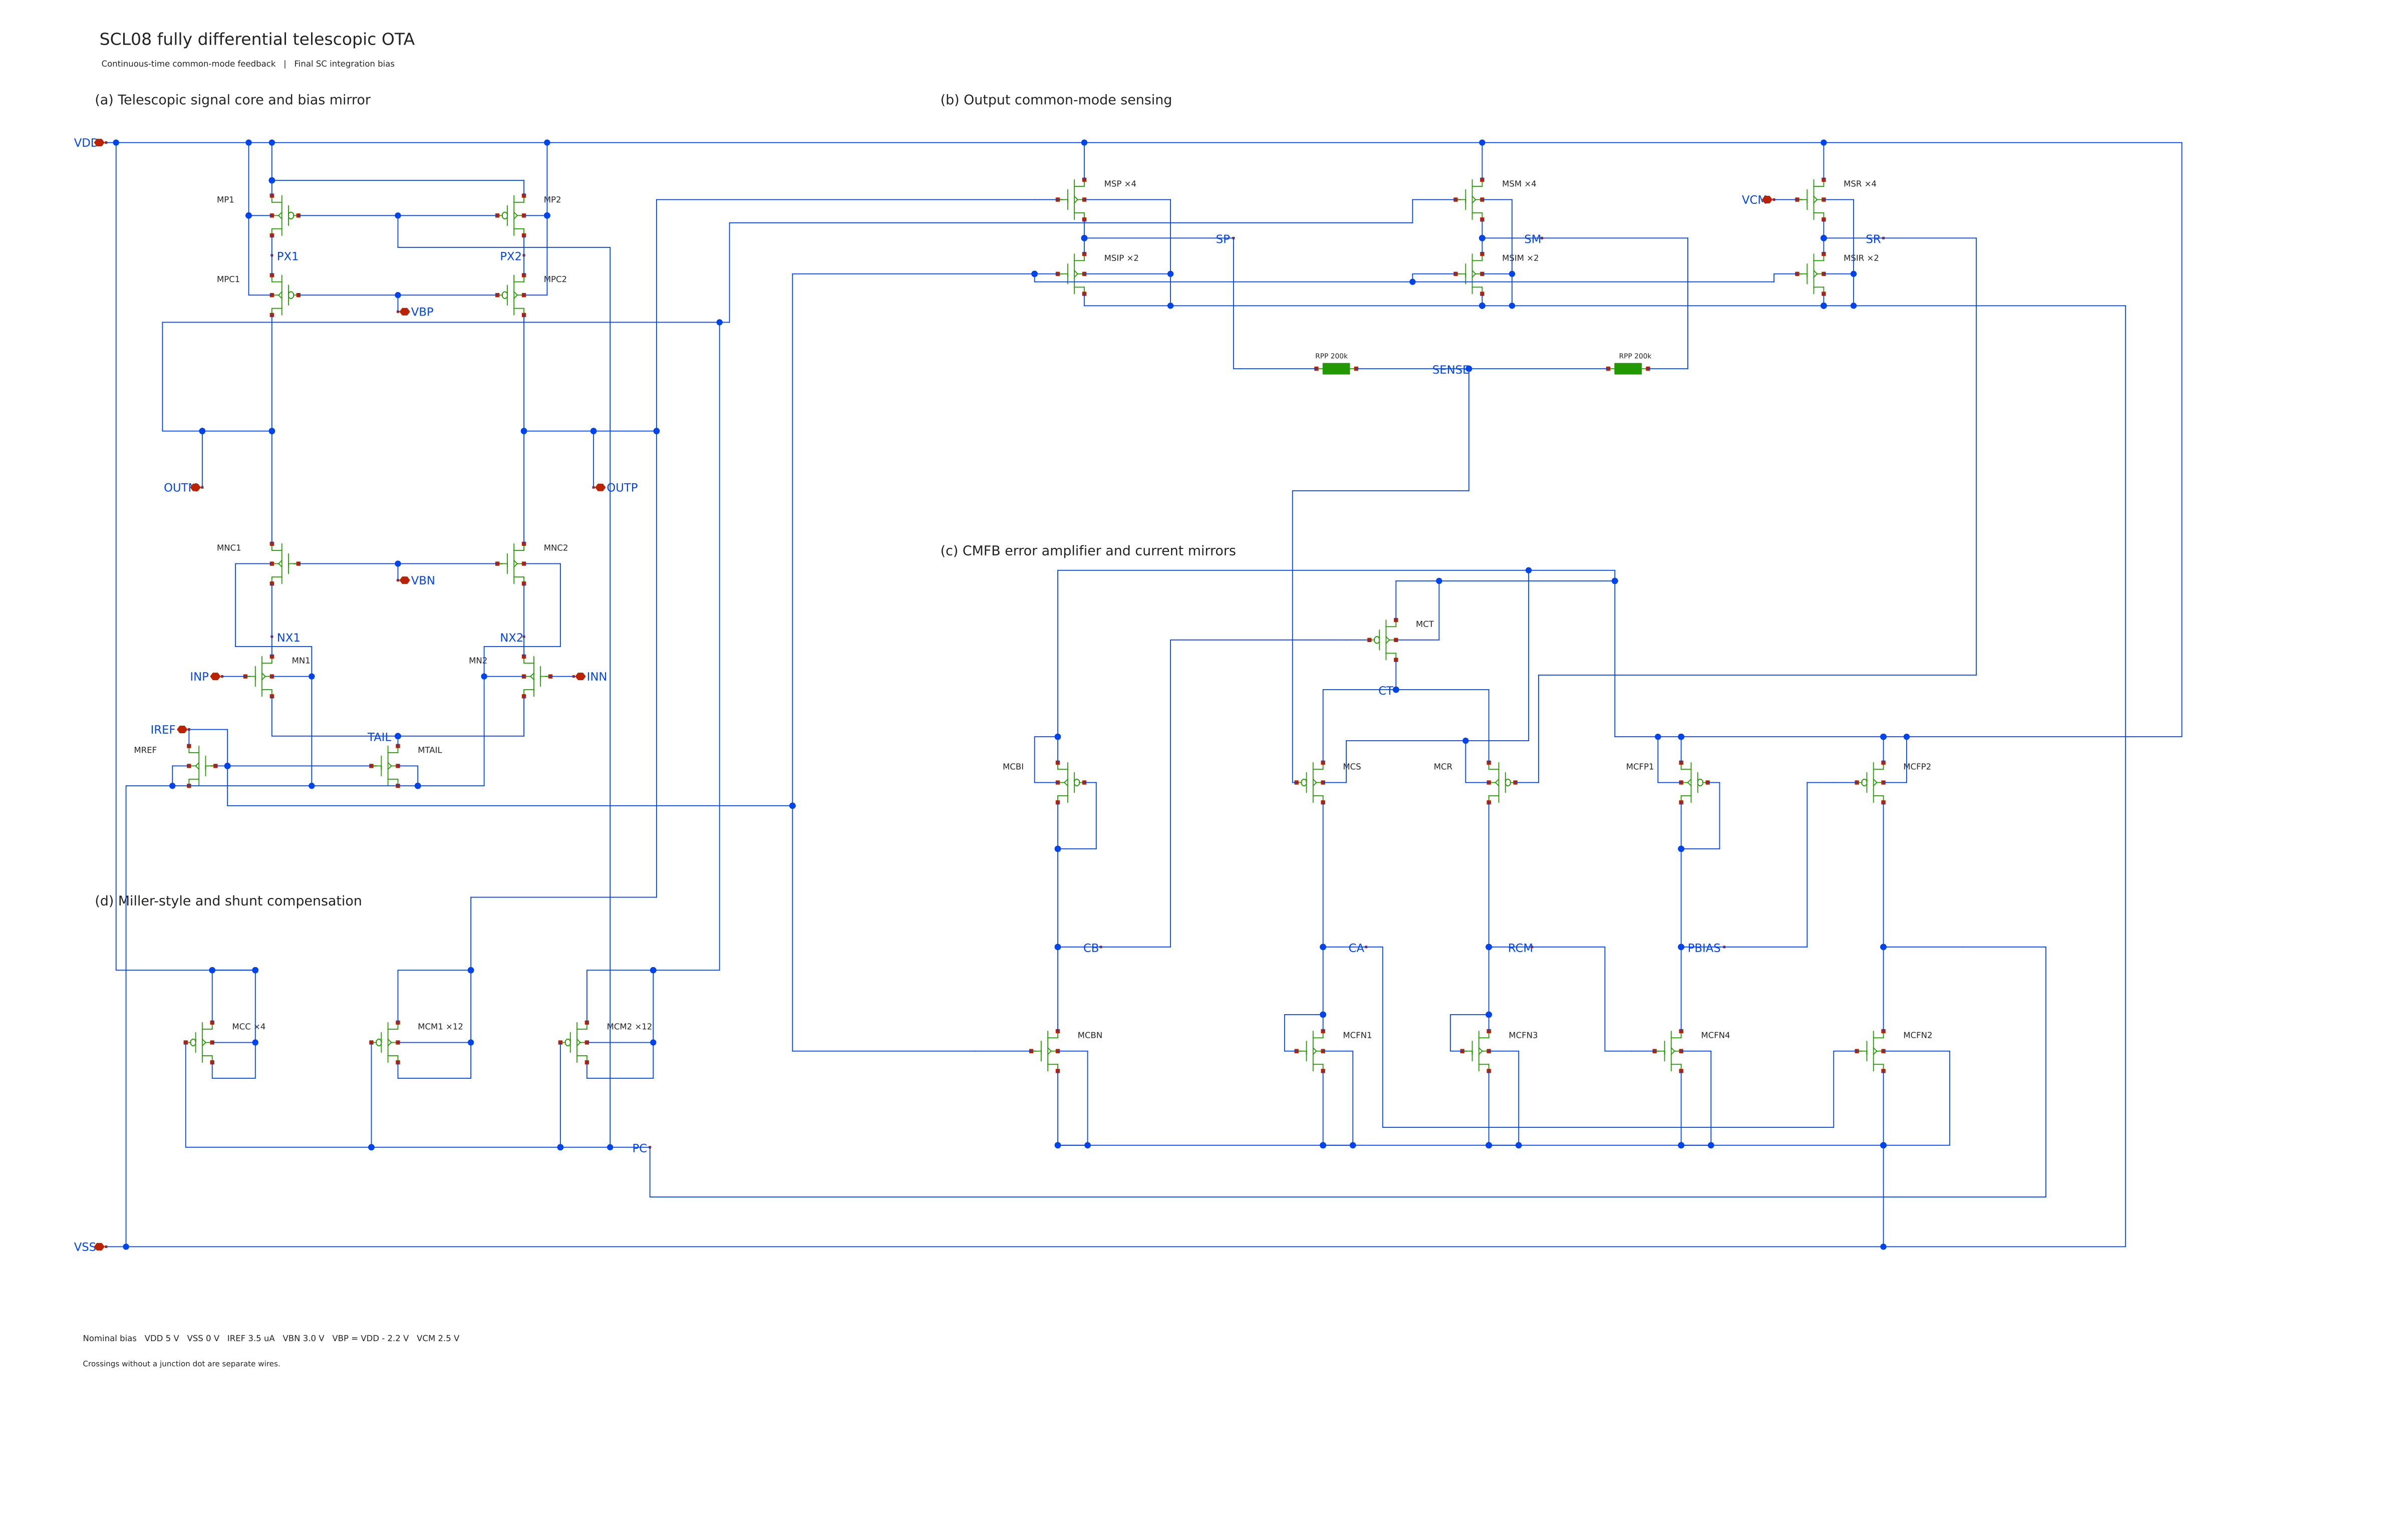 SCL08 fully differential telescopic OTA
Continuous-time common-mode feedback | Final SC integration bias
(a) Telescopic signal core and bias mirror
(b) Output common-mode sensing
VDD
MP1
MP2
PX1
PX2
MPC1
MPC2
VBP
OUTP
MNC1
MNC2
VBN
NX1
NX2
MN1
MN2
INP
INN
IREF
TAIL
MREF
MTAIL
MSP ×4
MSM ×4
MSR ×4
VCM
SP
SM
SR
MSIP ×2
MSIM ×2
MSIR ×2
RPP 200k
RPP 200k
SENSE
(c) CMFB error amplifier and current mirrors
MCT
CT
MCBI
MCS
MCR
MCFP1
MCFP2
CB
CA
RCM
PBIAS
MCBN
MCFN1
MCFN3
MCFN4
MCFN2
(d) Miller-style and shunt compensation
MCC ×4
MCM1 ×12
MCM2 ×12
PC
VSS
Nominal bias VDD 5 V VSS 0 V IREF 3.5 uA VBN 3.0 V VBP = VDD - 2.2 V VCM 2.5 V
Crossings without a junction dot are separate wires.